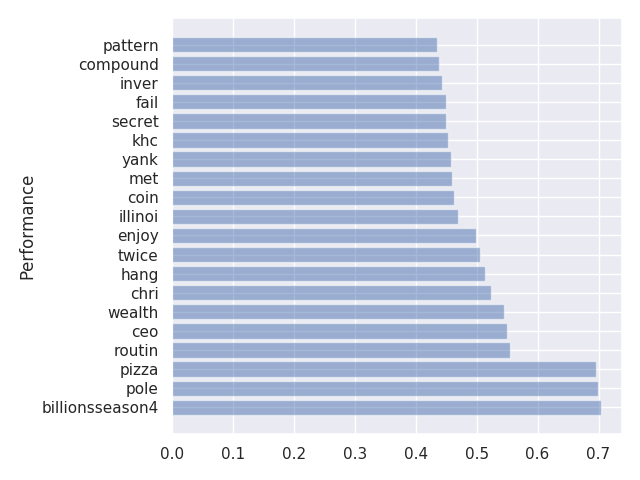 pattern
compound
inver
fail
secret
khc
yank
met
coin
illinoi
enjoy
twice
hang
chri
wealth
ceo
routin
pizza
pole
billionsseason4
Performance
0.0 0.1 0.2 0.3 0.4 0.5 0.6 0.7